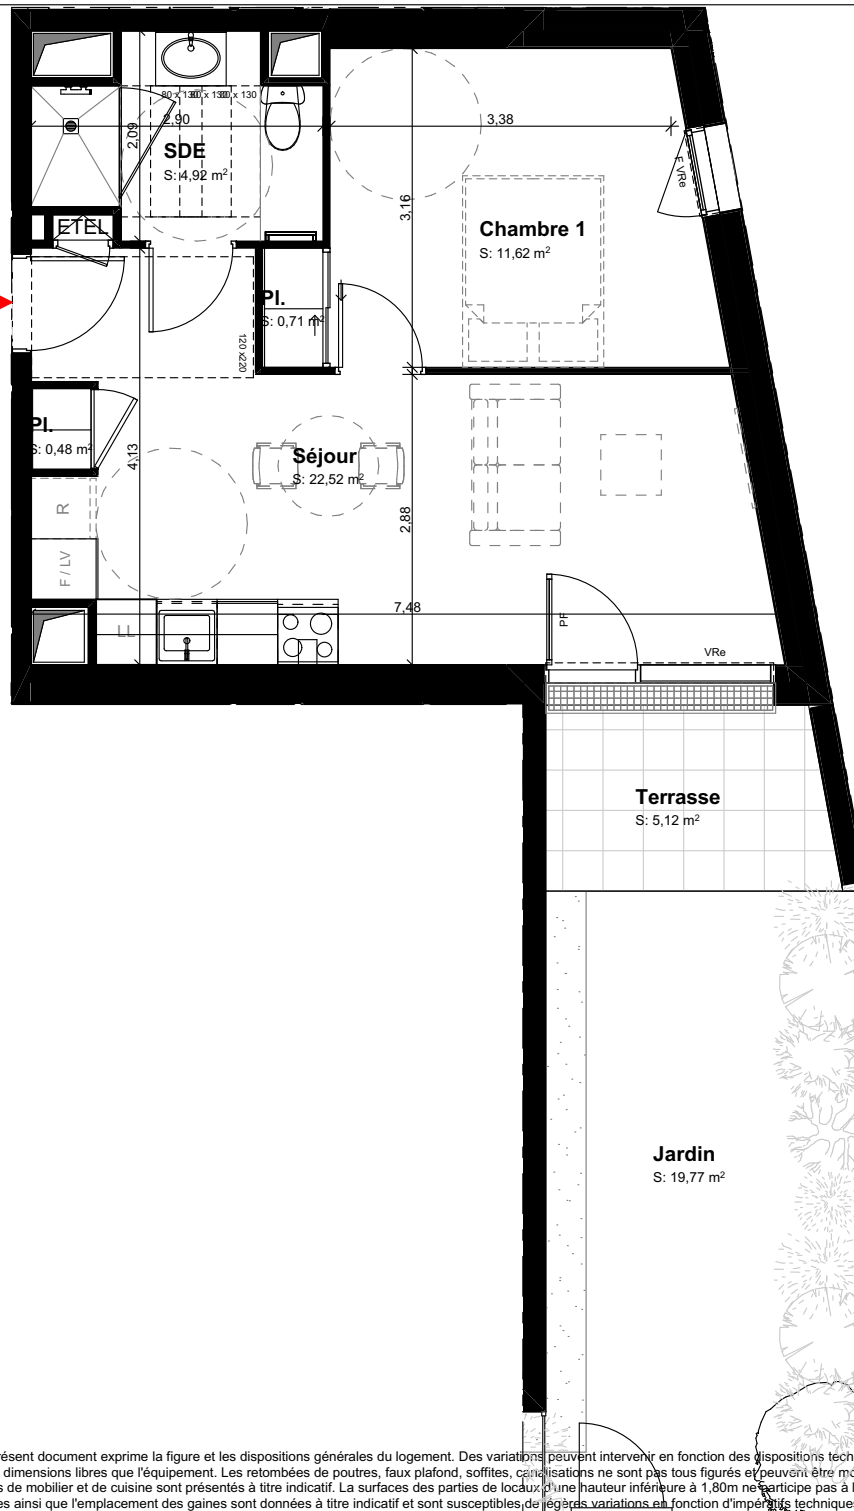 80 x 130
80 x 130
80 x 130
2,90
2,09
SDE
S: 4,92 m²
3,38
F VRe
3,16
Chambre 1
S: 11,62 m²
ETEL
Pl.
S: 0,71 m²
120 x220
Pl.
S: 0,48 m²
4,13
Séjour
S: 22,52 m²
2,88
R
F / LV
LL
7,48
PF
VRe
Terrasse
S: 5,12 m²
Jardin
S: 19,77 m²
résent document exprime la figure et les dispositions générales du logement. Des variations peuvent intervenir en fonction des dispositions tech
dimensions libres que l'équipement. Les retombées de poutres, faux plafond, soffites, canalisations ne sont pas tous figurés et peuvent être mo
s de mobilier et de cuisine sont présentés à titre indicatif. La surfaces des parties de locaux d'une hauteur inférieure à 1,80m ne participe pas à l
es ainsi que l'emplacement des gaines sont données à titre indicatif et sont susceptibles de légères variations en fonction d'impératifs technique